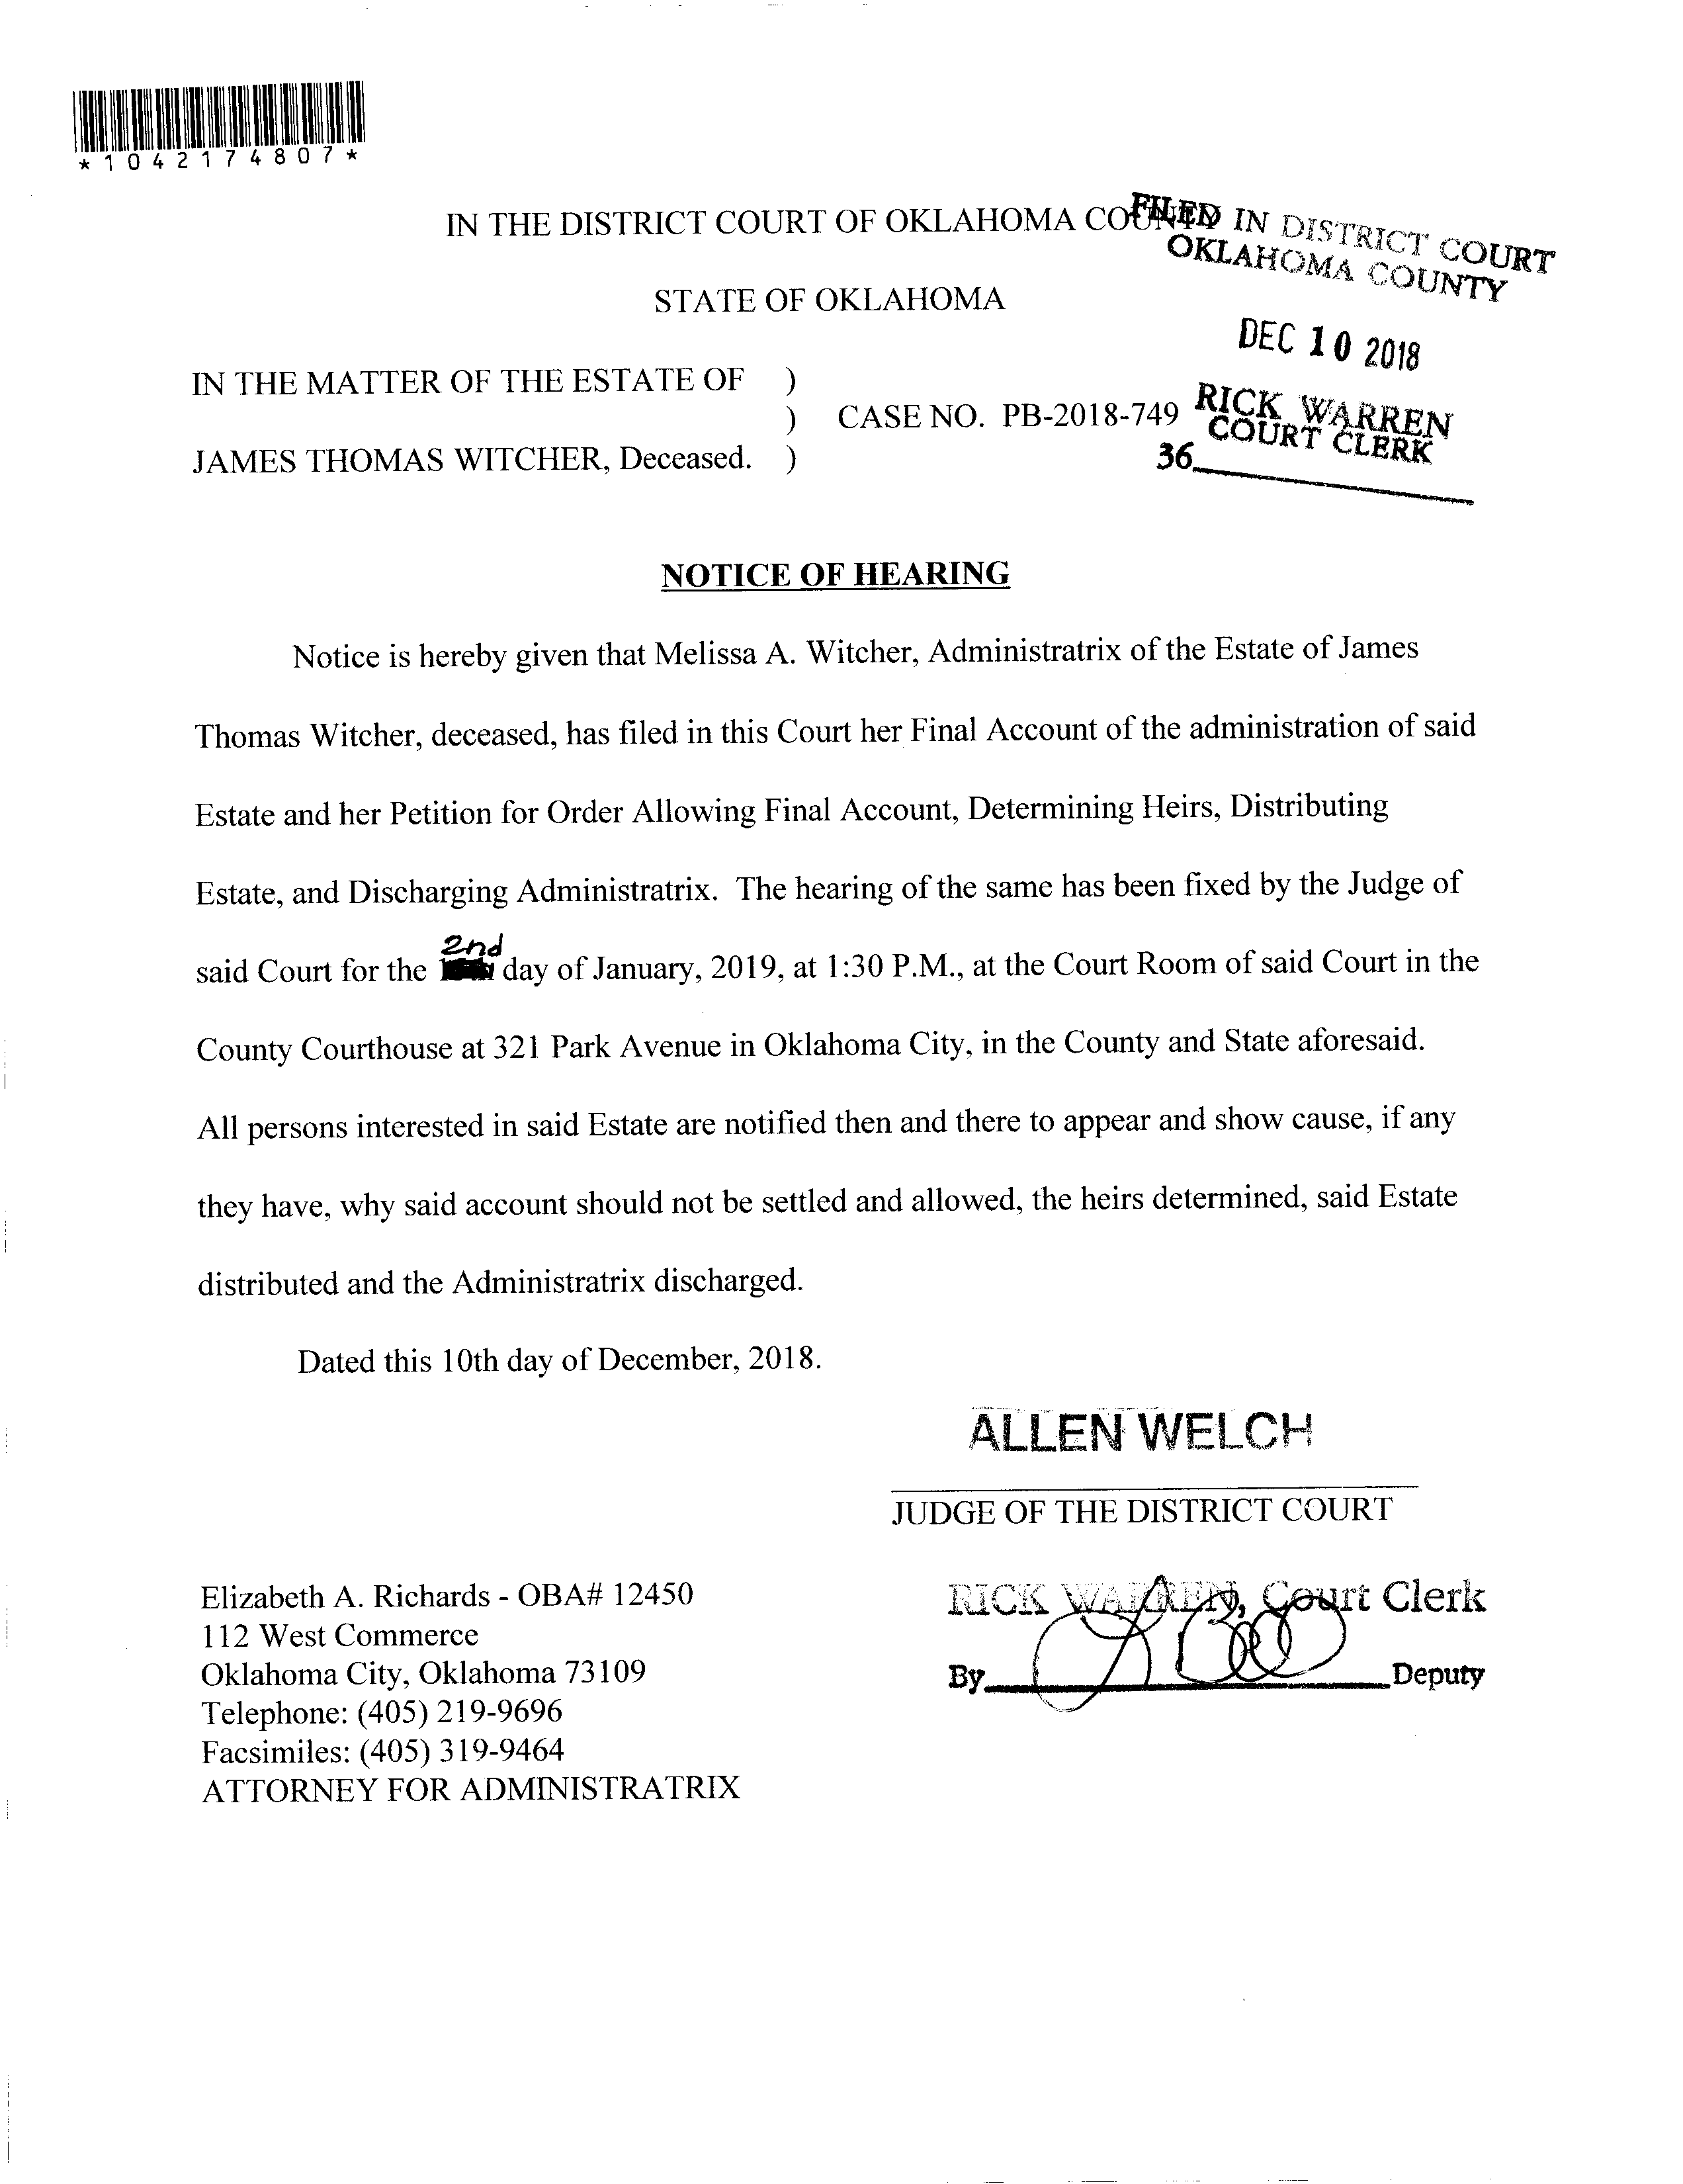 *1042174807*
IN THE DISTRICT COURT OF OKLAHOMA COUNTY
FILED IN DISTRICT COURT
OKLAHOMA COUNTY
STATE OF OKLAHOMA
DEC 10 2018
IN THE MATTER OF THE ESTATE OF )
) CASE NO. PB-2018-749
RICK WARREN
COURT CLERK
JAMES THOMAS WITCHER, Deceased. )
36
NOTICE OF HEARING
Notice is hereby given that Melissa A. Witcher, Administratrix of the Estate of James
Thomas Witcher, deceased, has filed in this Court her Final Account of the administration of said
Estate and her Petition for Order Allowing Final Account, Determining Heirs, Distributing
Estate, and Discharging Administratrix. The hearing of the same has been fixed by the Judge of
said Court for the 2nd day of January, 2019, at 1:30 P.M., at the Court Room of said Court in the
County Courthouse at 321 Park Avenue in Oklahoma City, in the County and State aforesaid.
All persons interested in said Estate are notified then and there to appear and show cause, if any
they have, why said account should not be settled and allowed, the heirs determined, said Estate
distributed and the Administratrix discharged.
Dated this 10th day of December, 2018.
ALLEN WELCH
JUDGE OF THE DISTRICT COURT
Elizabeth A. Richards - OBA# 12450
112 West Commerce
Oklahoma City, Oklahoma 73109
Telephone: (405) 219-9696
Facsimiles: (405) 319-9464
ATTORNEY FOR ADMINISTRATRIX
RICK WARREN, Court Clerk
By Deputy